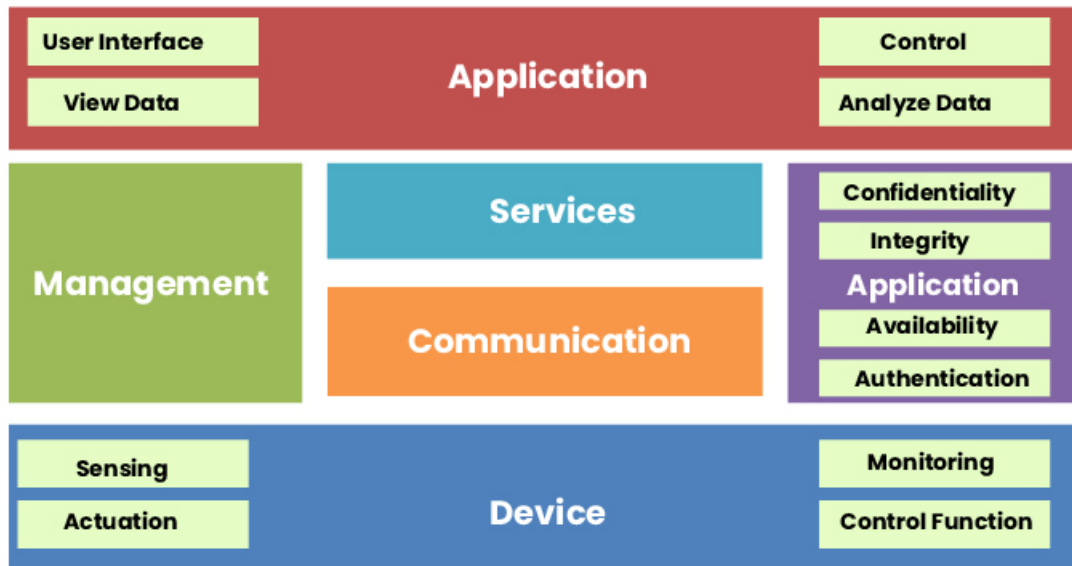 User Interface
View Data
Application
Control
Analyze Data
Management
Services
Communication
Confidentiality
Integrity
Application
Availability
Authentication
Sensing
Actuation
Device
Monitoring
Control Function